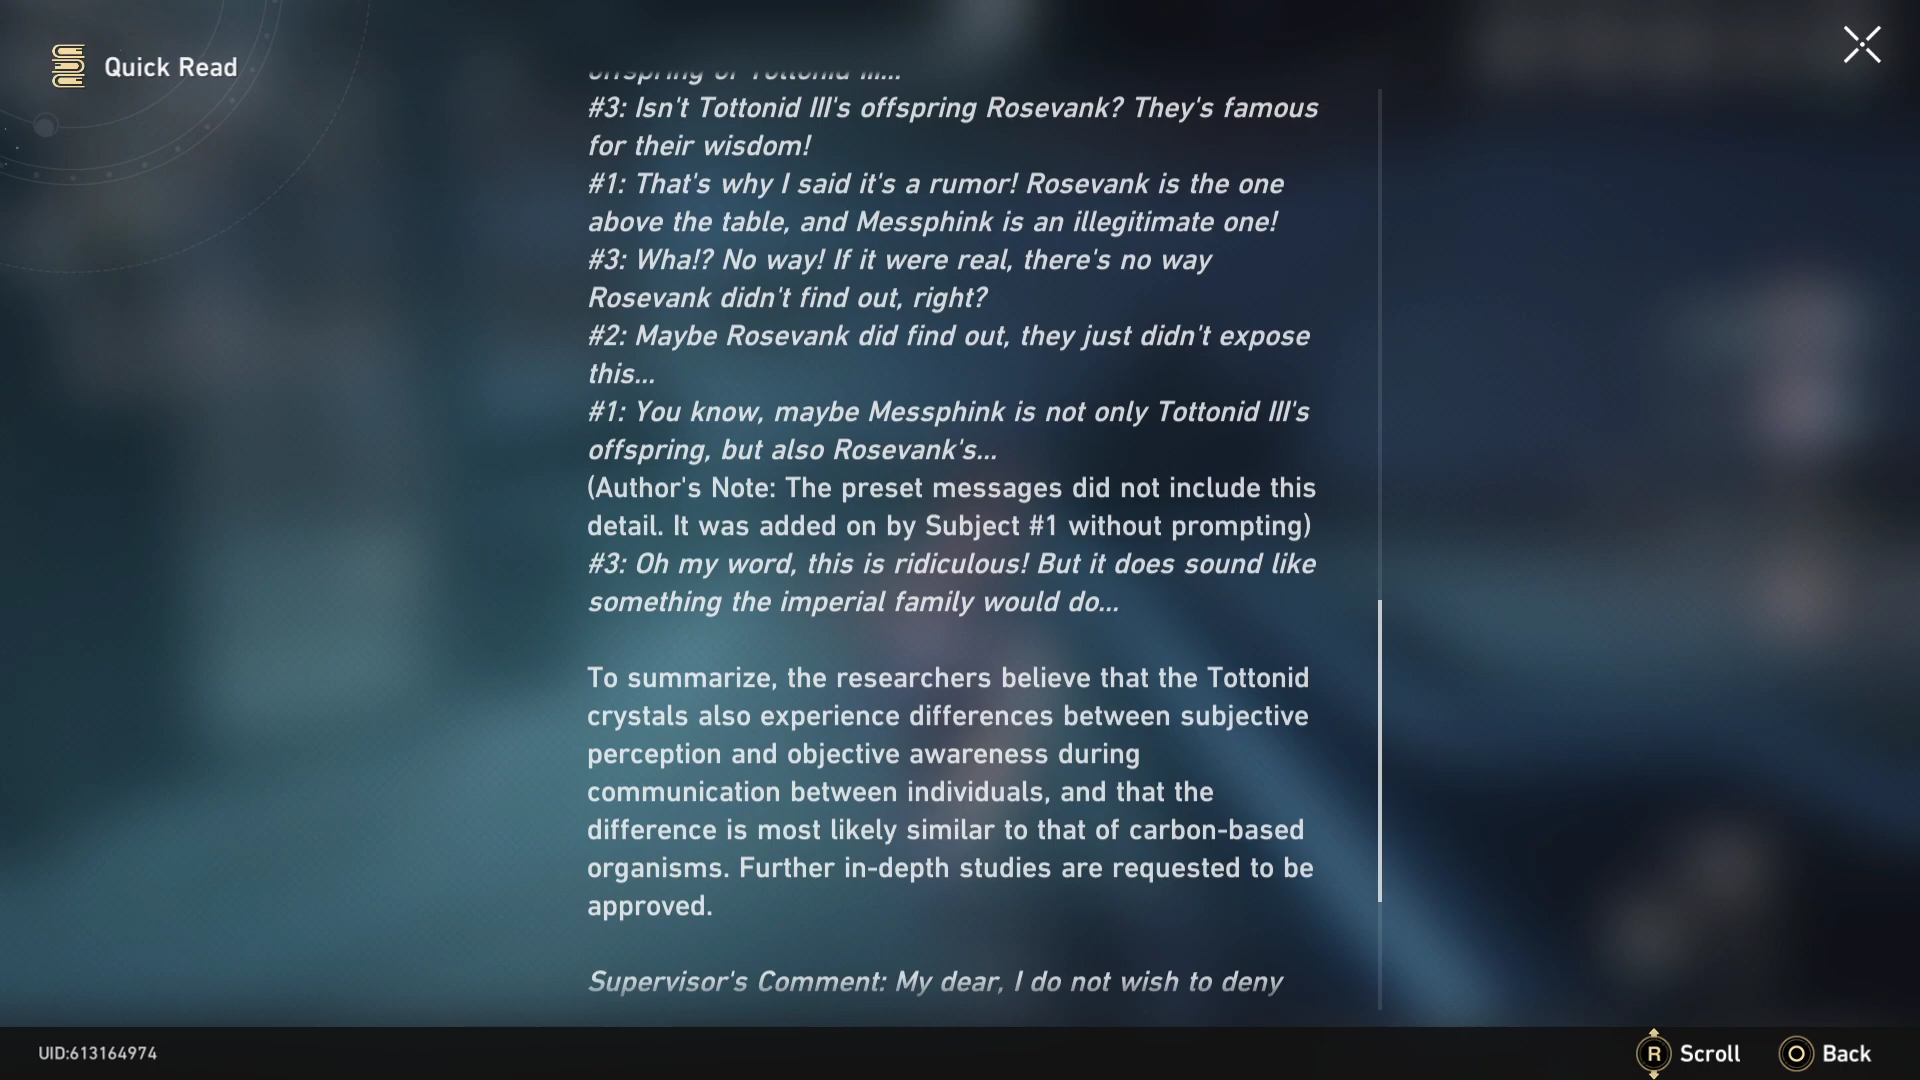 Quick Read
offspring of Tottonid III...
#3: Isn't Tottonid III's offspring Rosevank? They's famous
for their wisdom!
#1: That's why I said it's a rumor! Rosevank is the one
above the table, and Messphink is an illegitimate one!
#3: Wha!? No way! If it were real, there's no way
Rosevank didn't find out, right?
#2: Maybe Rosevank did find out, they just didn't expose
this...
#1: You know, maybe Messphink is not only Tottonid III's
offspring, but also Rosevank's...
(Author's Note: The preset messages did not include this
detail. It was added on by Subject #1 without prompting)
#3: Oh my word, this is ridiculous! But it does sound like
something the imperial family would do...
To summarize, the researchers believe that the Tottonid
crystals also experience differences between subjective
perception and objective awareness during
communication between individuals, and that the
difference is most likely similar to that of carbon-based
organisms. Further in-depth studies are requested to be
approved.
Supervisor's Comment: My dear, I do not wish to deny
UID:613164974
R Scroll
Back